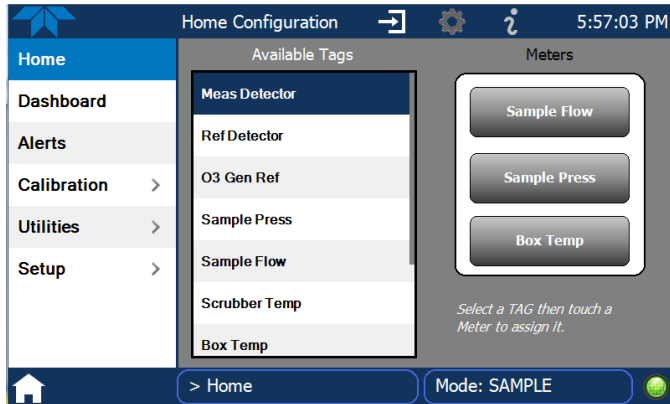 Home Configuration
5:57:03 PM
Home
Dashboard
Alerts
Calibration >
Utilities >
Setup >
Available Tags
Meas Detector
Ref Detector
O3 Gen Ref
Sample Press
Sample Flow
Scrubber Temp
Box Temp
Meters
Sample Flow
Sample Press
Box Temp
Select a TAG then touch a
Meter to assign it.
> Home
Mode: SAMPLE